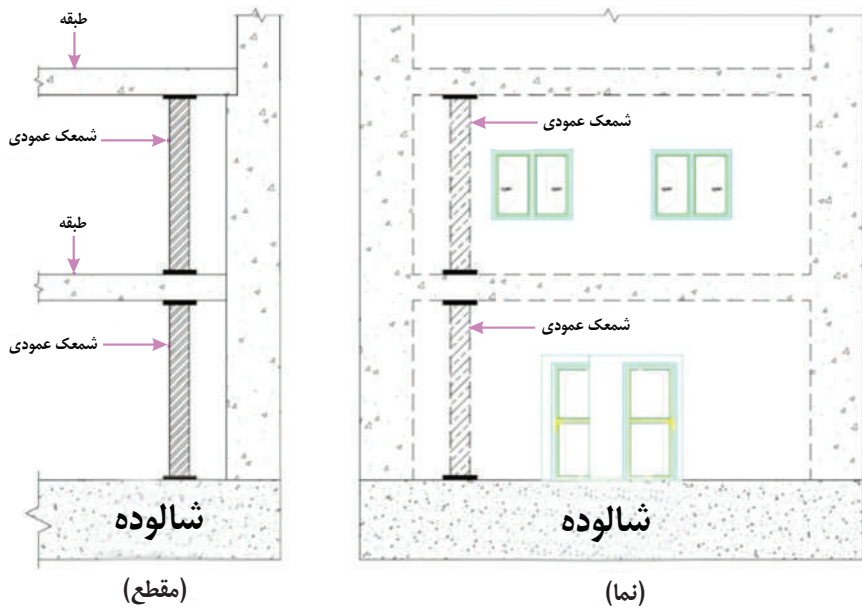 طبقه
شمعک عمودی
طبقه
شمعک عمودی
شالوده
(مقطع)
شمعک عمودی
شمعک عمودی
شالوده
(نما)